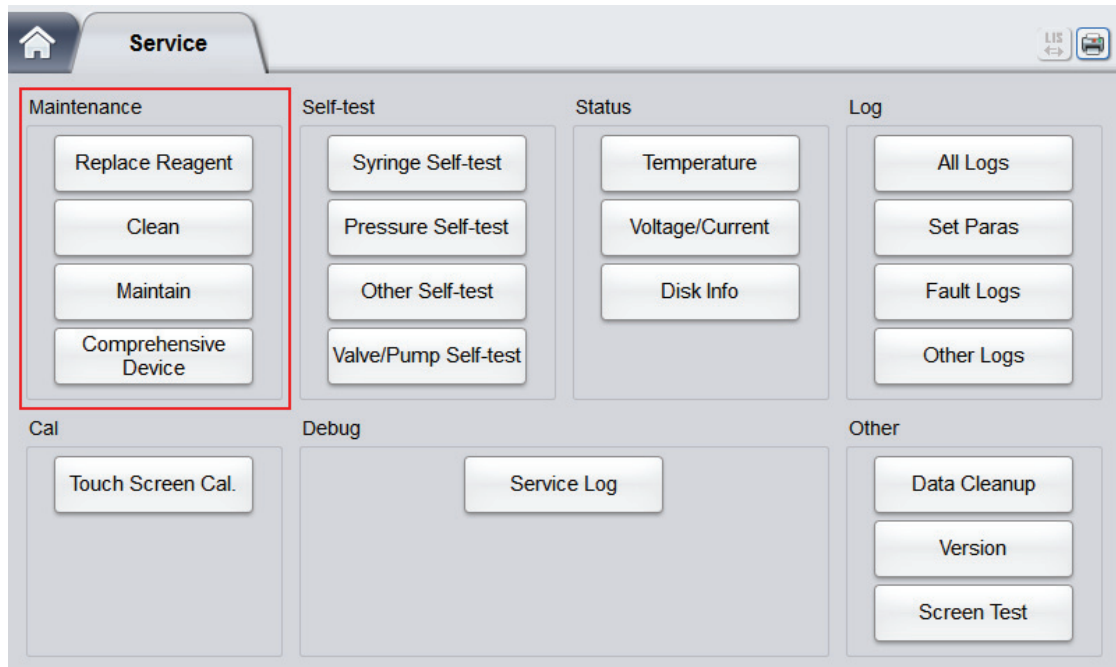 Service
LIS
Maintenance
Replace Reagent
Clean
Maintain
Comprehensive
Device
Self-test
Syringe Self-test
Pressure Self-test
Other Self-test
Valve/Pump Self-test
Status
Temperature
Voltage/Current
Disk Info
Log
All Logs
Set Paras
Fault Logs
Other Logs
Cal
Touch Screen Cal.
Debug
Service Log
Other
Data Cleanup
Version
Screen Test